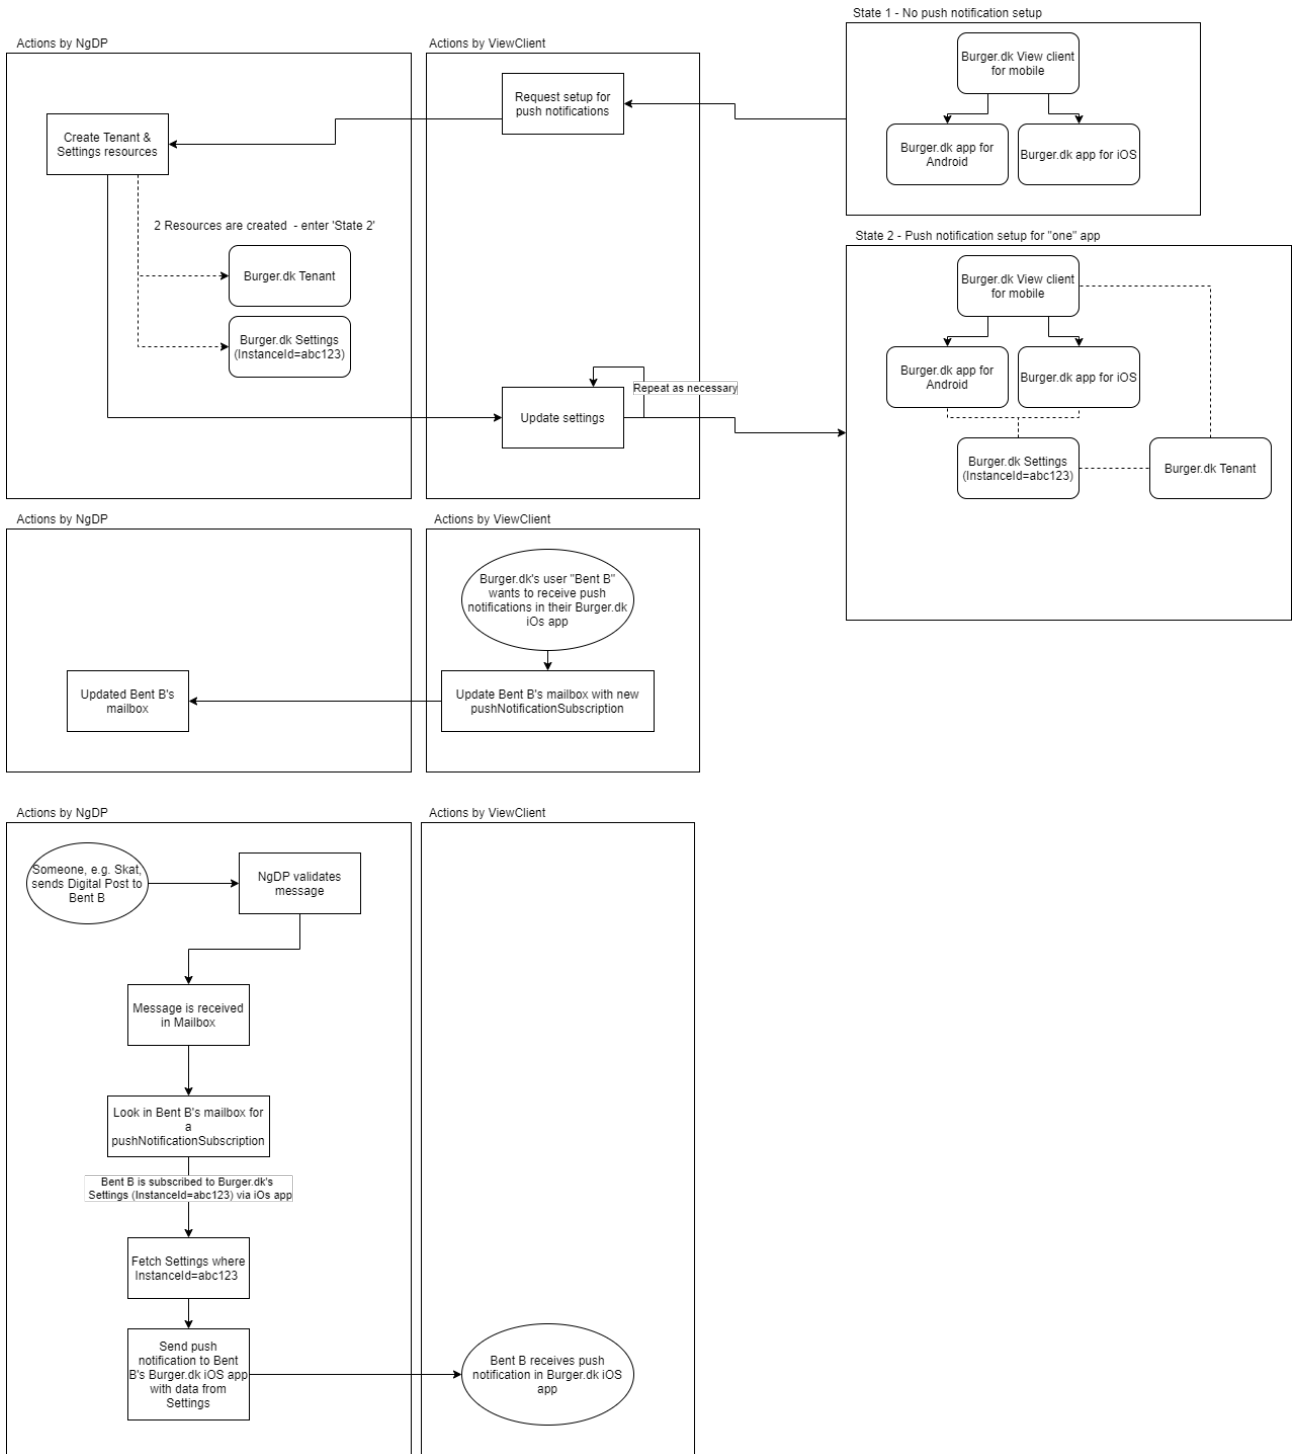 State 1 - No push notification setup
Actions by NgDP
Actions by ViewClient
Burger.dk View client
for mobile
Request setup for
push notifications
Create Tenant &
Settings resources
Burger.dk app for
Android
Burger.dk app for iOS
2 Resources are created  - enter 'State 2'
State 2 - Push notification setup for "one" app
Burger.dk Tenant
Burger.dk View client
for mobile
Burger.dk Settings
(InstanceId=abc123)
Burger.dk app for
Android
Burger.dk app for iOS
Repeat as necessary
Update settings
Burger.dk Settings
(InstanceId=abc123)
Burger.dk Tenant
Actions by NgDP
Actions by ViewClient
Burger.dk's user "Bent B"
wants to receive push
notifications in their Burger.dk
iOs app
Updated Bent B's
mailbox
Update Bent B's mailbox with new
pushNotificationSubscription
Actions by NgDP
Actions by ViewClient
Someone, e.g. Skat,
sends Digital Post to
Bent B
NgDP validates
message
Message is received
in Mailbox
Look in Bent B's mailbox for
a
pushNotificationSubscription
Bent B is subscribed to Burger.dk's
Settings (InstanceId=abc123) via iOs app
Fetch Settings where
InstanceId=abc123
Send push
notification to Bent
B's Burger.dk iOS app
with data from
Settings
Bent B receives push
notification in Burger.dk iOS
app